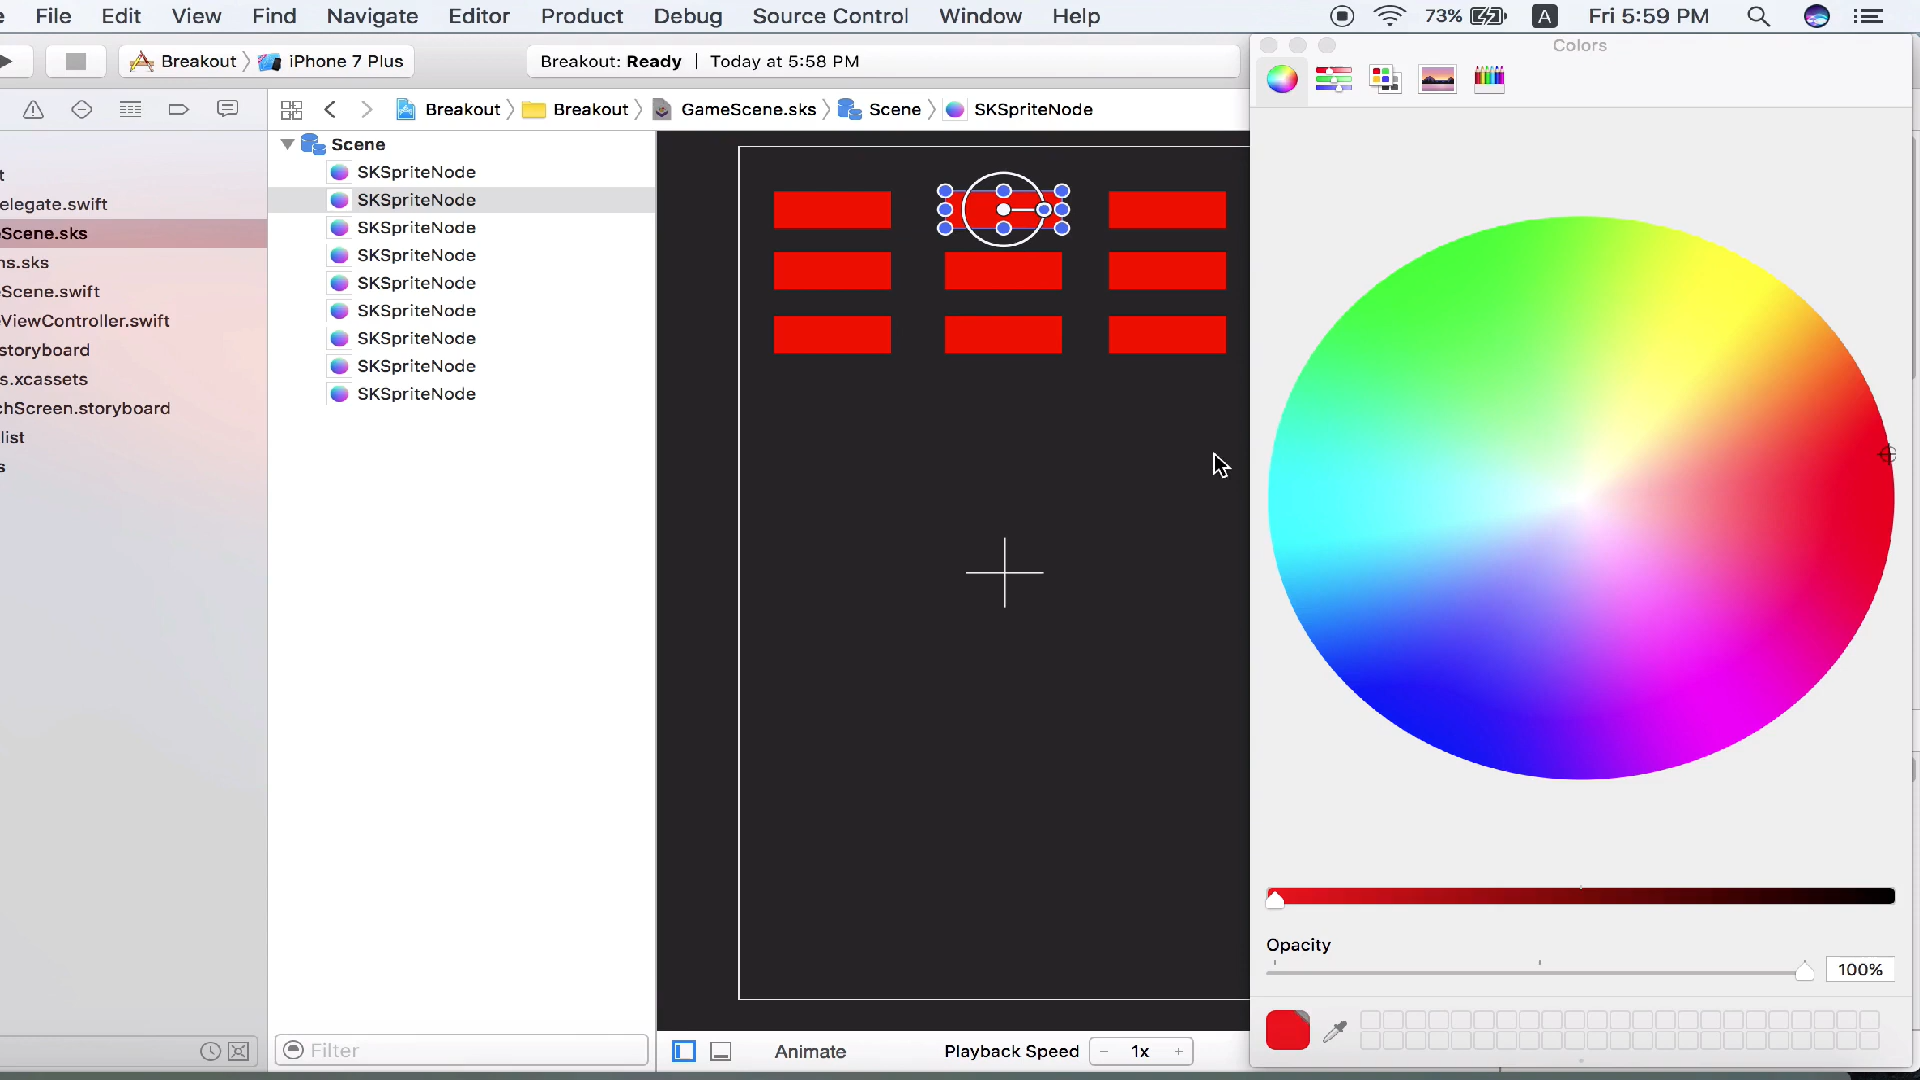 File Edit View Find Navigate Editor Product Debug Source Control Window Help 73% A Fri 5:59 PM
Colors
Breakout iPhone 7 Plus Breakout: Ready | Today at 5:58 PM
Breakout Breakout GameScene.sks Scene SKSpriteNode
Scene
SKSpriteNode
SKSpriteNode
SKSpriteNode
SKSpriteNode
SKSpriteNode
SKSpriteNode
SKSpriteNode
SKSpriteNode
SKSpriteNode
t
elegate.swift
eScene.sks
ns.sks
eScene.swift
eViewController.swift
storyboard
s.xcassets
chScreen.storyboard
list
s
Opacity
100%
Filter
Animate Playback Speed - 1x +